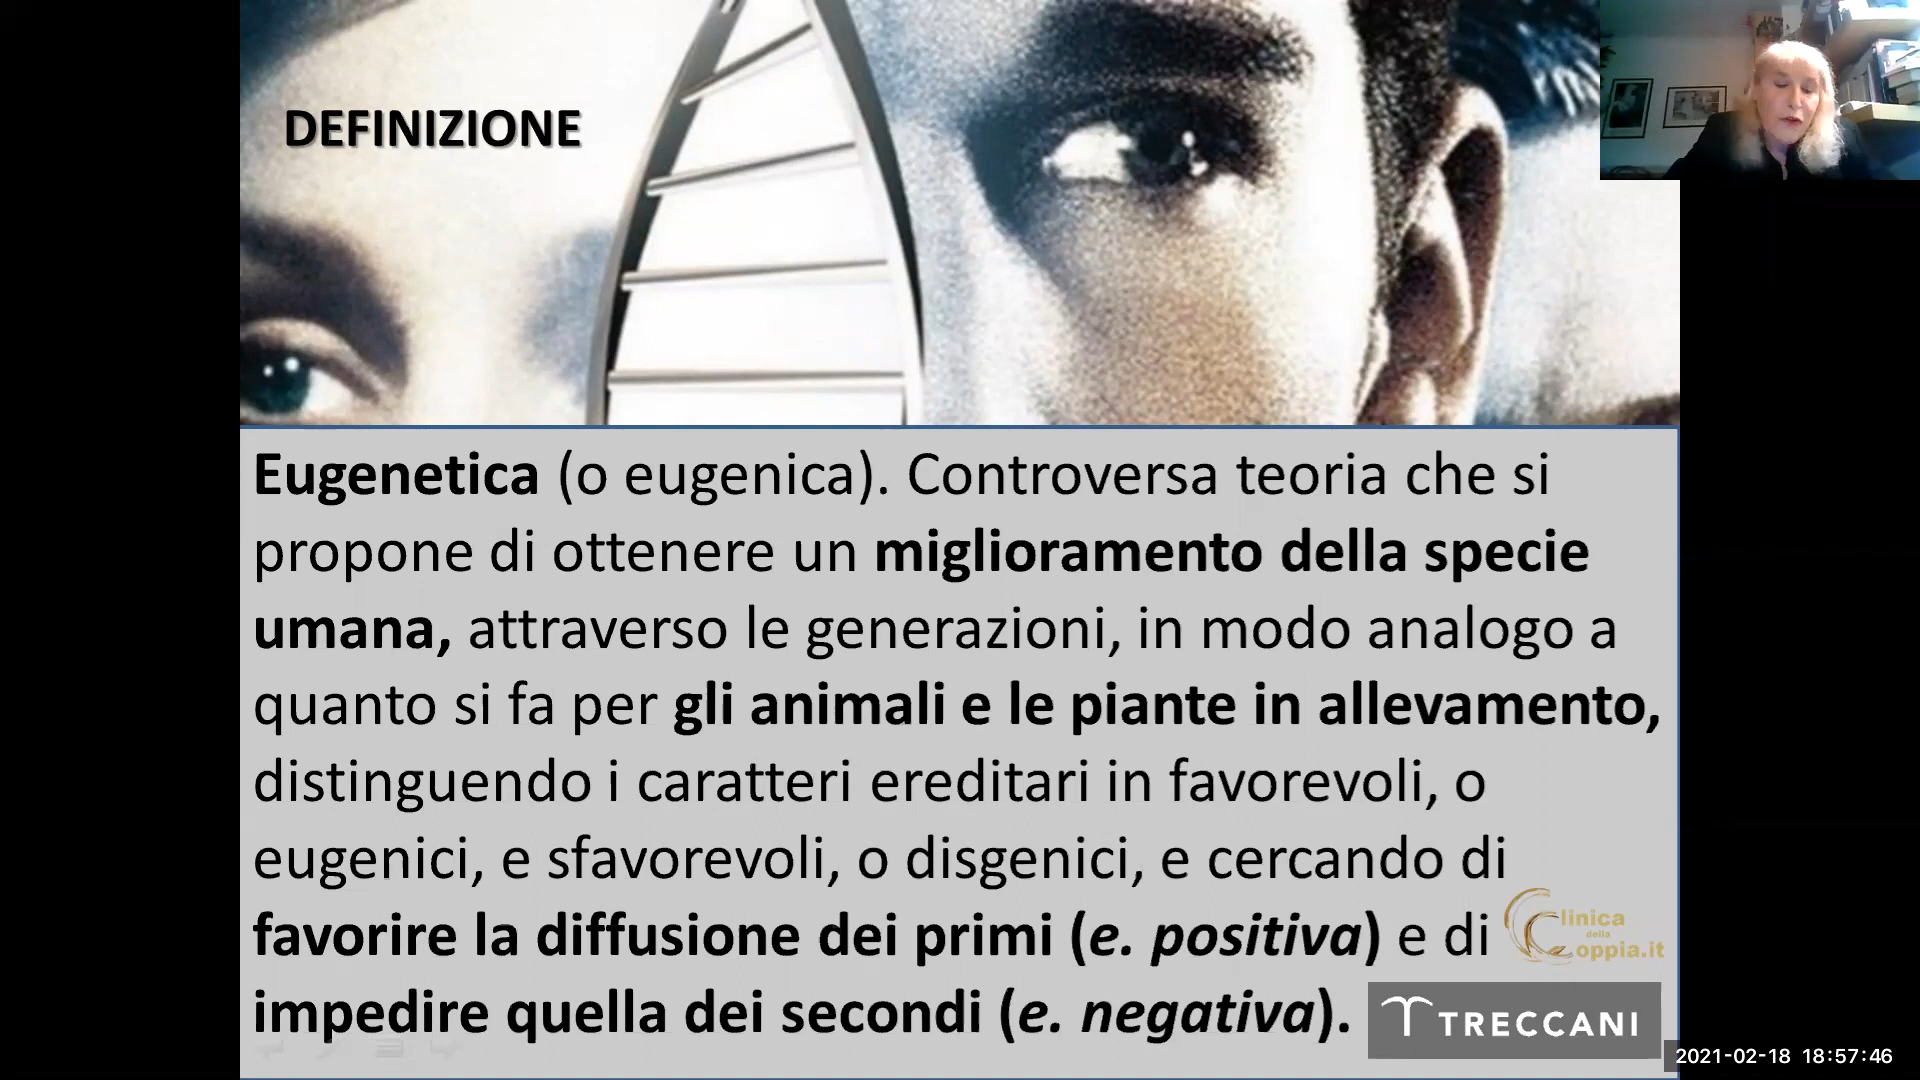 DEFINIZIONE
Eugenetica (o eugenica). Controversa teoria che si
propone di ottenere un miglioramento della specie
umana, attraverso le generazioni, in modo analogo a
quanto si fa per gli animali e le piante in allevamento,
distinguendo i caratteri ereditari in favorevoli, o
eugenici, e sfavorevoli, o disgenici, e cercando di
favorire la diffusione dei primi (e. positiva) e di
impedire quella dei secondi (e. negativa).
Clinica
della
Coppia.it
TRECCANI
2021-02-18 18:57:46